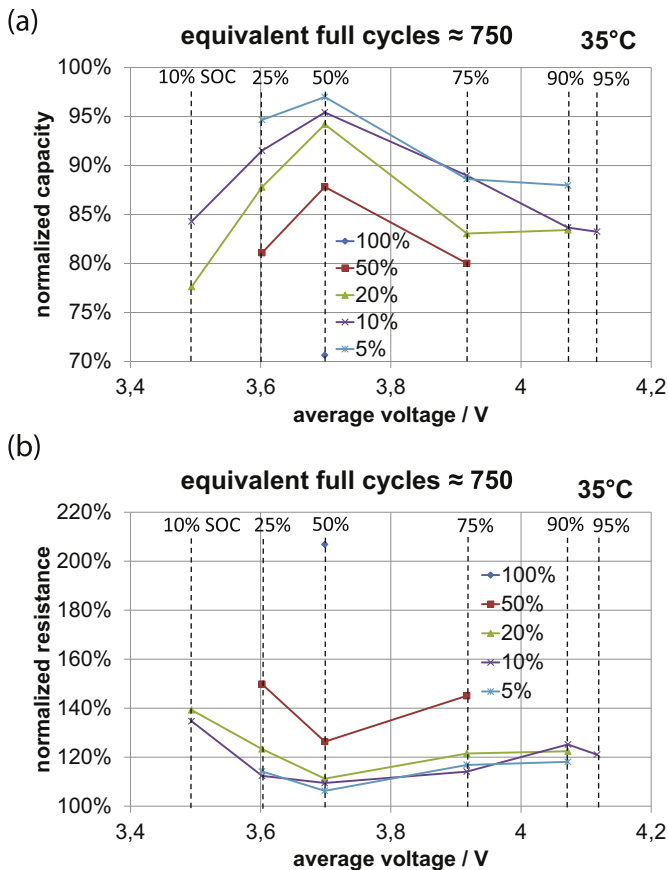 (a)
equivalent full cycles ≈ 750
35°C
100%
10% SOC 25% 50% 75% 90% 95%
95%
90%
85%
80%
75%
70%
normalized capacity
100%
50%
20%
10%
5%
3,4 3,6 3,8 4 4,2
average voltage / V
(b)
equivalent full cycles ≈ 750
35°C
220%
10% SOC 25% 50% 75% 90% 95%
200%
180%
160%
140%
120%
100%
normalized resistance
100%
50%
20%
10%
5%
3,4 3,6 3,8 4 4,2
average voltage / V